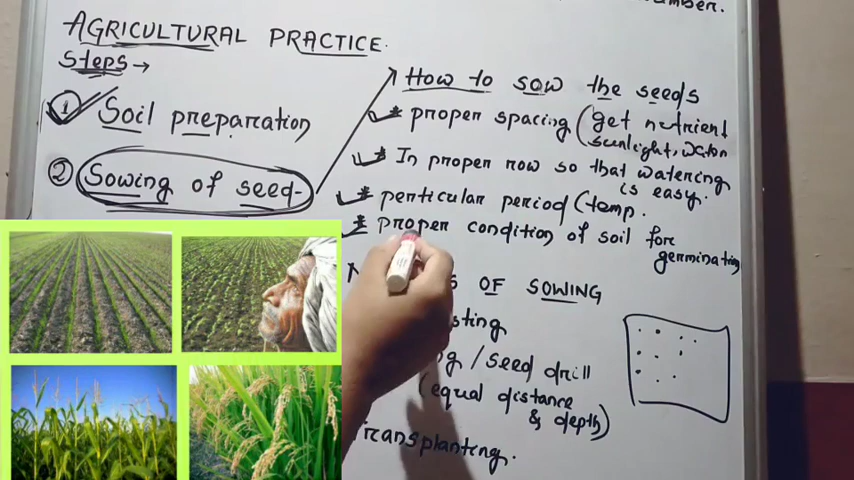 AGRICULTURAL PRACTICE.
Steps →
① Soil preparation
② Sowing of seed-
How to sow the seeds
* proper spacing (get nutrient
sunlight, water
* In proper row so that watering
is easy.
* perticular period (temp.
* proper condition of soil for
germinating
OF SOWING
/ seed drill
(equal distance
& depth)
Transplanting.